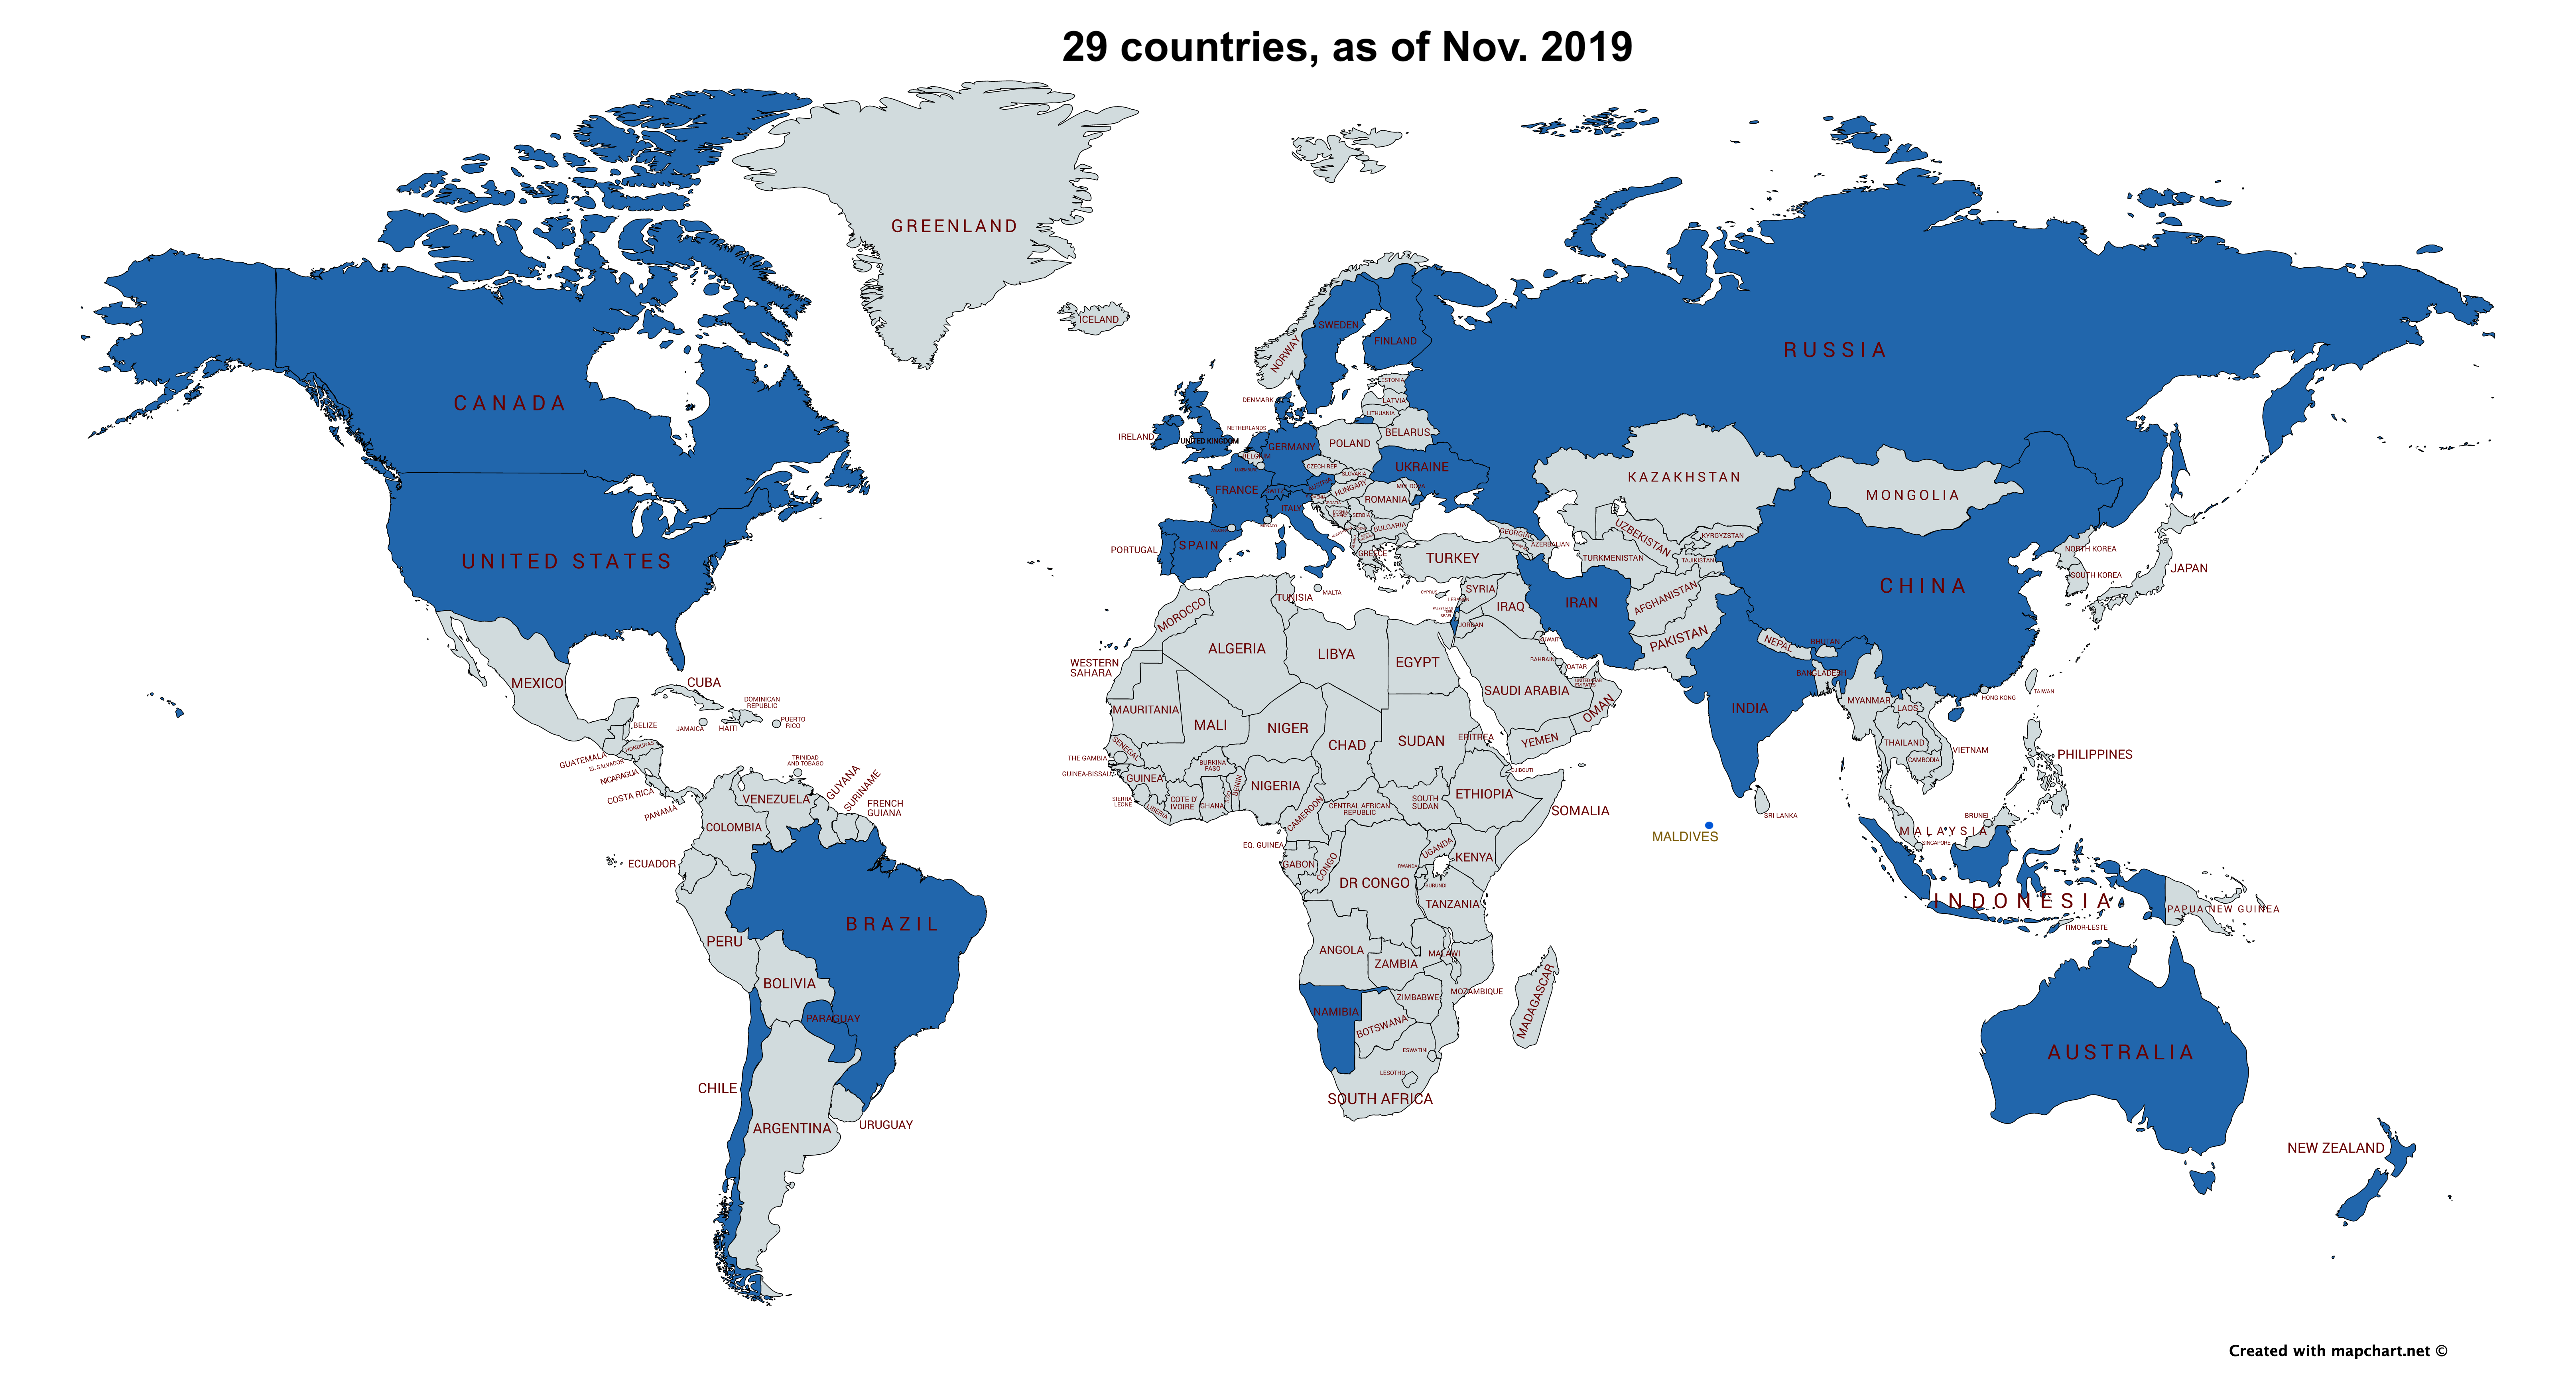 29 countries, as of Nov. 2019
GREENLAND
ICELAND
CANADA
UNITED STATES
MEXICO
CUBA
DOMINICAN
REPUBLIC
PUERTO
RICO
JAMAICA
HAITI
BELIZE
GUATEMALA
HONDURAS
EL SALVADOR
NICARAGUA
COSTA RICA
PANAMA
TRINIDAD
AND TOBAGO
VENEZUELA
GUYANA
SURINAME
FRENCH
GUIANA
COLOMBIA
ECUADOR
PERU
BRAZIL
BOLIVIA
PARAGUAY
CHILE
ARGENTINA
URUGUAY
NORWAY
SWEDEN
FINLAND
ESTONIA
LATVIA
LITHUANIA
DENMARK
IRELAND
UNITED KINGDOM
NETHERLANDS
BELGIUM
GERMANY
POLAND
BELARUS
CZECH REP.
SLOVAKIA
UKRAINE
FRANCE
AUSTRIA
HUNGARY
MOLDOVA
ROMANIA
ITALY
SERBIA
BULGARIA
MONACO
PORTUGAL
SPAIN
GREECE
MALTA
CYPRUS
TURKEY
GEORGIA
AZERBAIJAN
RUSSIA
KAZAKHSTAN
MONGOLIA
UZBEKISTAN
KYRGYZSTAN
TURKMENISTAN
TAJIKISTAN
CHINA
NORTH KOREA
SOUTH KOREA
JAPAN
SYRIA
LEBANON
ISRAEL
JORDAN
IRAQ
IRAN
AFGHANISTAN
PAKISTAN
KUWAIT
BAHRAIN
QATAR
UNITED ARAB
EMIRATES
SAUDI ARABIA
OMAN
YEMEN
NEPAL
BHUTAN
BANGLADESH
INDIA
SRI LANKA
MALDIVES
MYANMAR
LAOS
THAILAND
VIETNAM
CAMBODIA
HONG KONG
TAIWAN
PHILIPPINES
BRUNEI
MALAYSIA
SINGAPORE
INDONESIA
TIMOR-LESTE
PAPUA NEW GUINEA
AUSTRALIA
NEW ZEALAND
MOROCCO
TUNISIA
ALGERIA
LIBYA
EGYPT
WESTERN
SAHARA
MAURITANIA
MALI
NIGER
CHAD
SUDAN
ERITREA
DJIBOUTI
SENEGAL
THE GAMBIA
GUINEA-BISSAU
GUINEA
SIERRA
LEONE
LIBERIA
COTE D'
IVOIRE
BURKINA
FASO
GHANA
TOGO
BENIN
NIGERIA
CAMEROON
CENTRAL AFRICAN
REPUBLIC
SOUTH
SUDAN
ETHIOPIA
SOMALIA
EQ. GUINEA
GABON
CONGO
DR CONGO
UGANDA
KENYA
RWANDA
BURUNDI
TANZANIA
ANGOLA
ZAMBIA
MALAWI
MOZAMBIQUE
ZIMBABWE
NAMIBIA
BOTSWANA
MADAGASCAR
ESWATINI
LESOTHO
SOUTH AFRICA
Created with mapchart.net ©